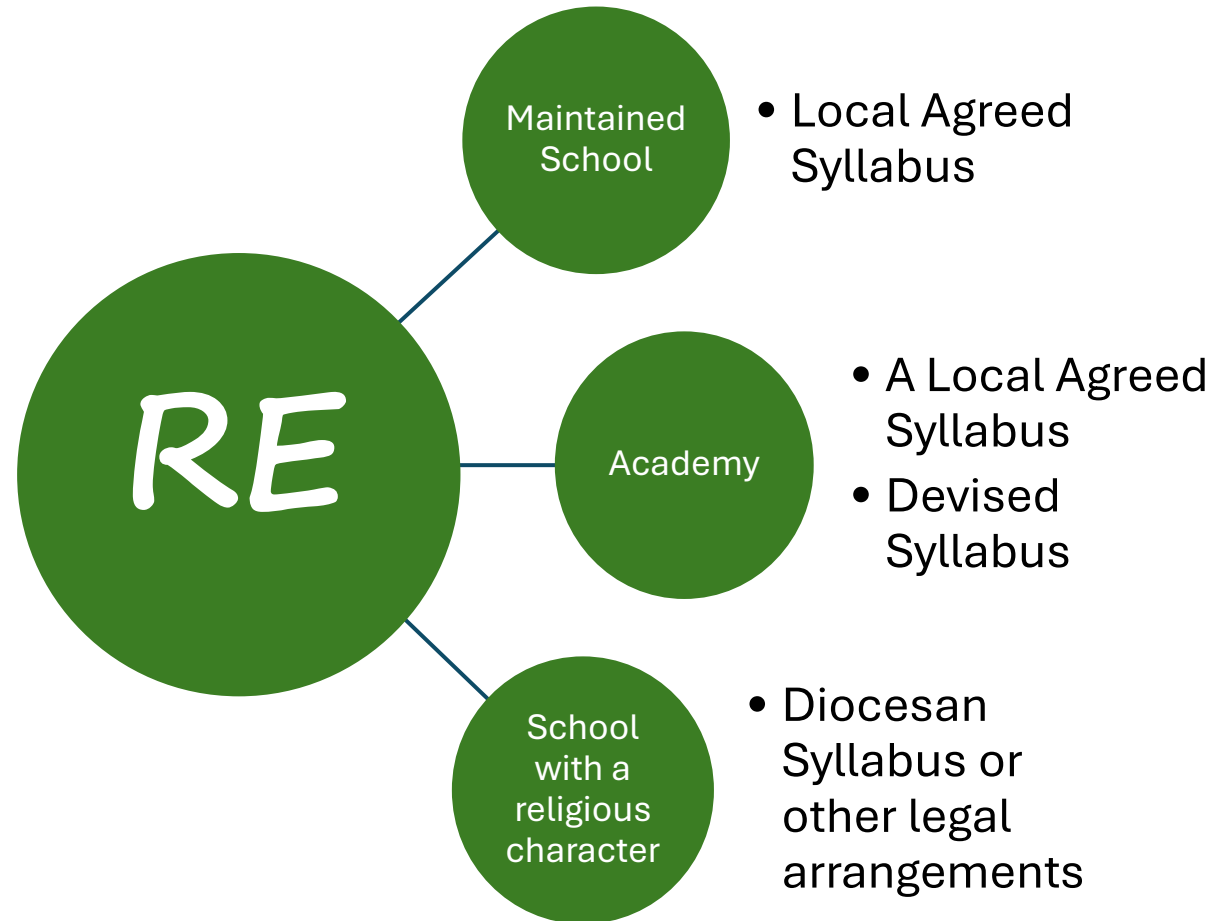 RE
Maintained
School
• Local Agreed
Syllabus
Academy
• A Local Agreed
Syllabus
• Devised
Syllabus
School
with a
religious
character
• Diocesan
Syllabus or
other legal
arrangements